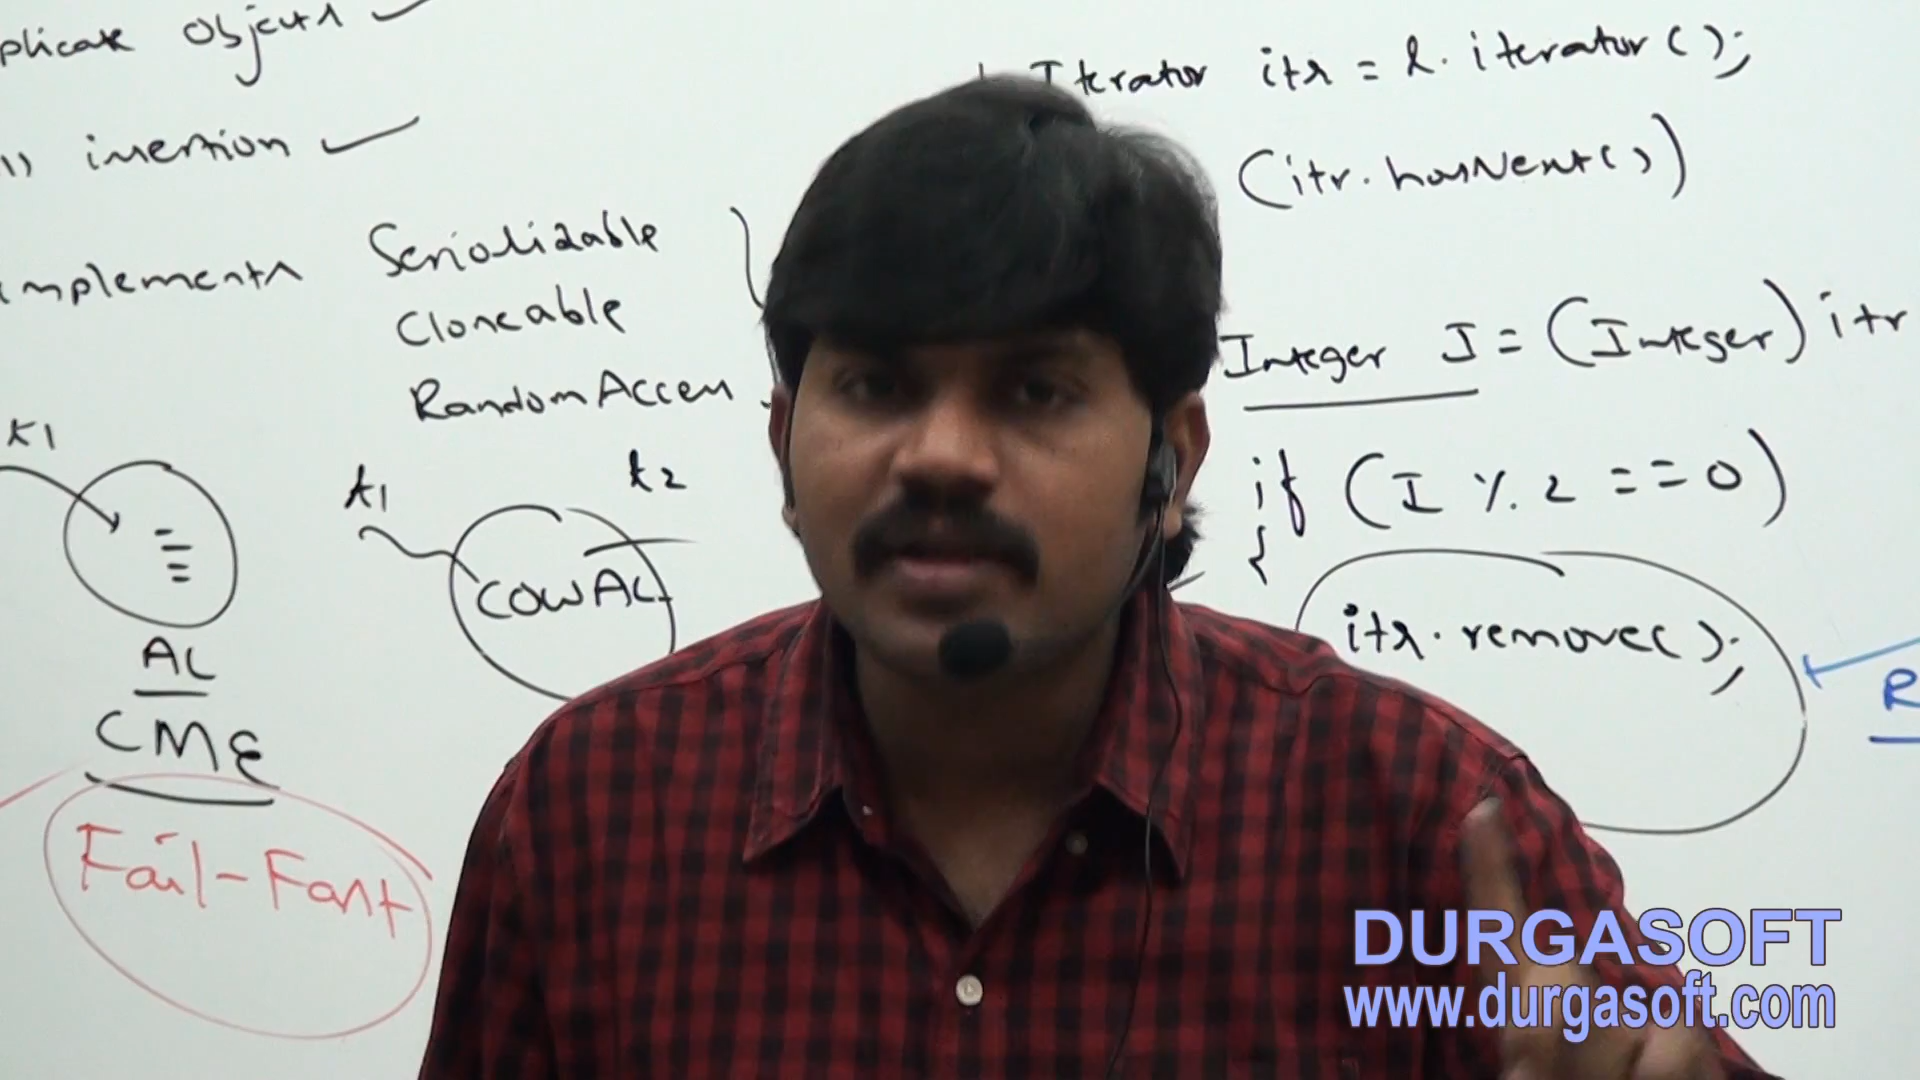 plicate Objects
insertion
implements Serializable
Cloneable
RandomAccess
t1
AL
CME
Fail-Fast
t1
t2
COWAL
Iterator itr = l.iterator();
(itr.hasNext())
Integer I = (Integer) itr
if (I % 2 == 0)
{
itr.remove();
R
DURGASOFT
www.durgasoft.com